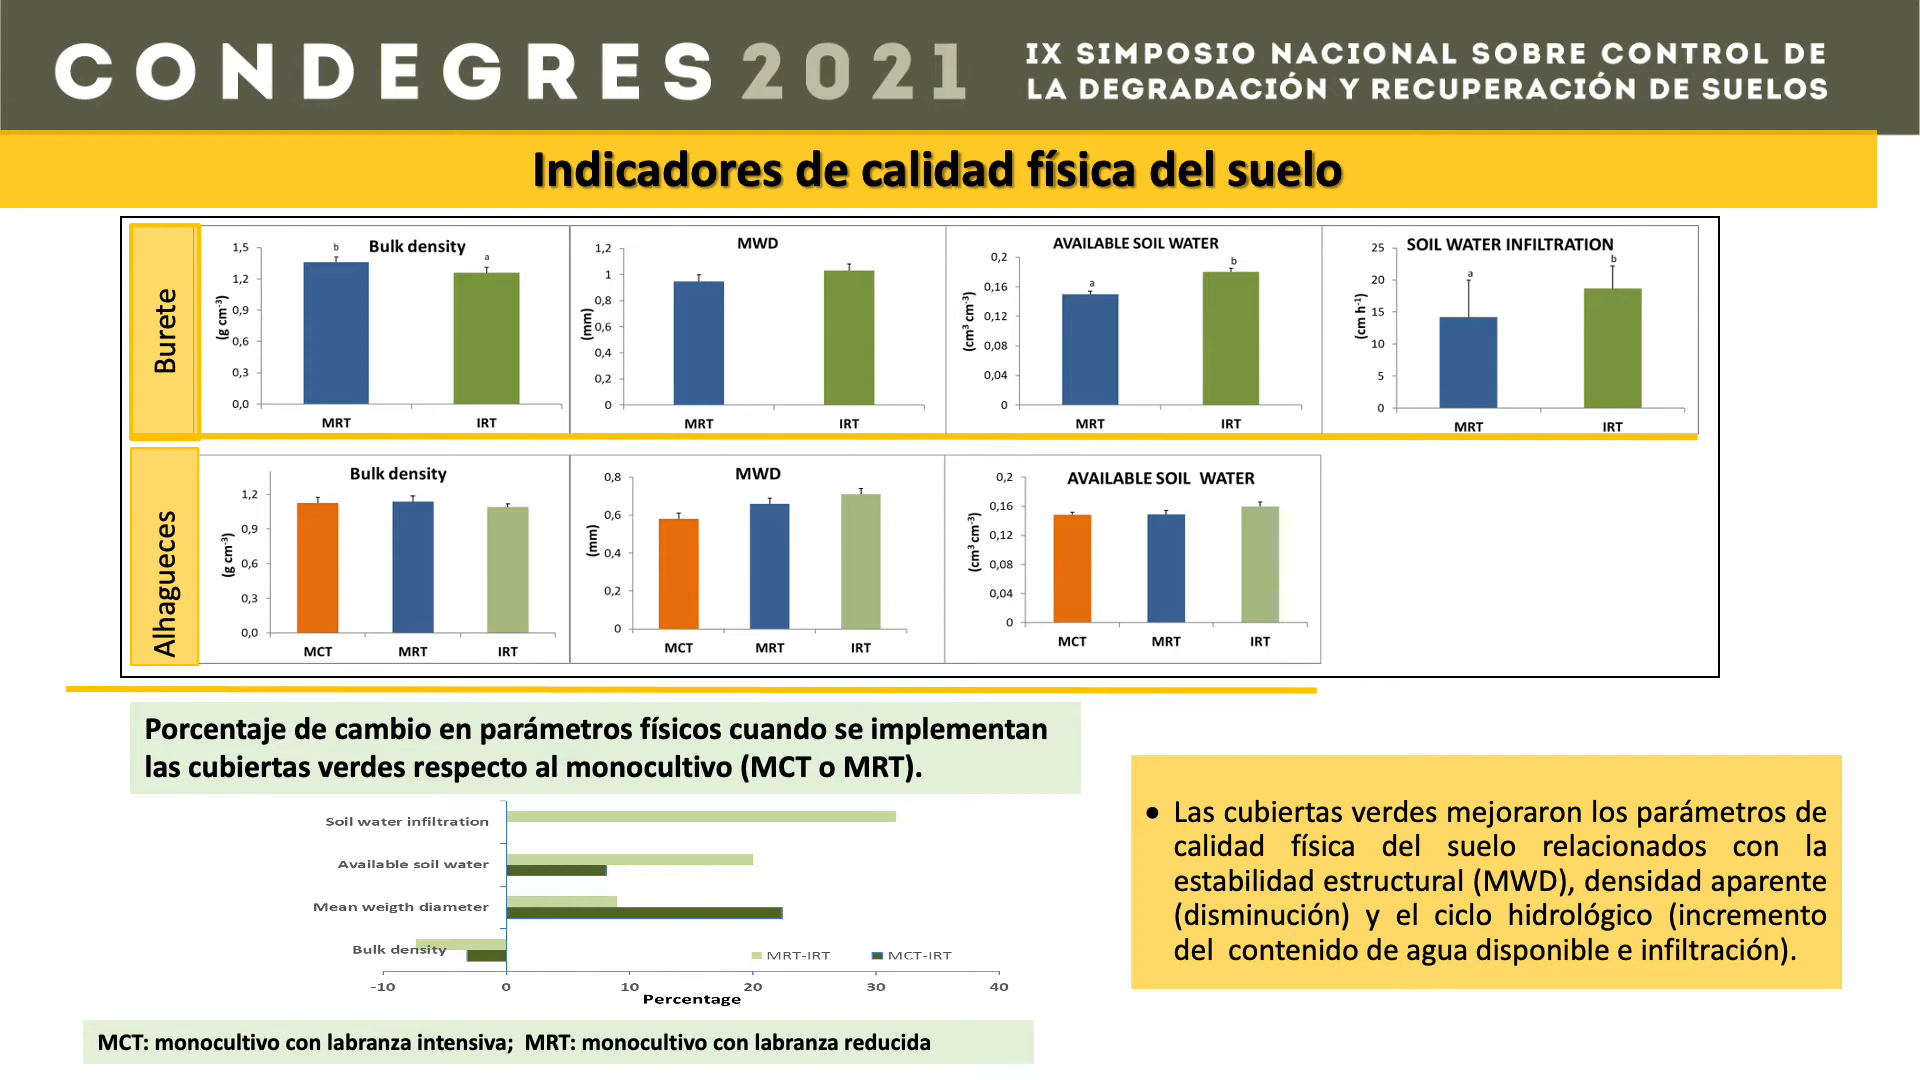 CONDEGRES 2021
IX SIMPOSIO NACIONAL SOBRE CONTROL DE
LA DEGRADACIÓN Y RECUPERACIÓN DE SUELOS
Indicadores de calidad física del suelo
Burete
Bulk density
(g cm-3)
1,5
1,2
0,9
0,6
0,3
0,0
b
a
MRT IRT
MWD
(mm)
1,2
1
0,8
0,6
0,4
0,2
0
MRT IRT
AVAILABLE SOIL WATER
(cm³ cm-3)
0,2
0,16
0,12
0,08
0,04
0
a
b
MRT IRT
SOIL WATER INFILTRATION
(cm h-1)
25
20
15
10
5
0
a
b
MRT IRT
Alhagueces
Bulk density
(g cm-3)
1,2
0,9
0,6
0,3
0,0
MCT MRT IRT
MWD
(mm)
0,8
0,6
0,4
0,2
0
MCT MRT IRT
AVAILABLE SOIL WATER
(cm³ cm-3)
0,2
0,16
0,12
0,08
0,04
0
MCT MRT IRT
Porcentaje de cambio en parámetros físicos cuando se implementan
las cubiertas verdes respecto al monocultivo (MCT o MRT).
Soil water infiltration
Available soil water
Mean weigth diameter
Bulk density
MRT-IRT MCT-IRT
-10 0 10 20 30 40
Percentage
MCT: monocultivo con labranza intensiva; MRT: monocultivo con labranza reducida
• Las cubiertas verdes mejoraron los parámetros de
calidad física del suelo relacionados con la
estabilidad estructural (MWD), densidad aparente
(disminución) y el ciclo hidrológico (incremento
del contenido de agua disponible e infiltración).